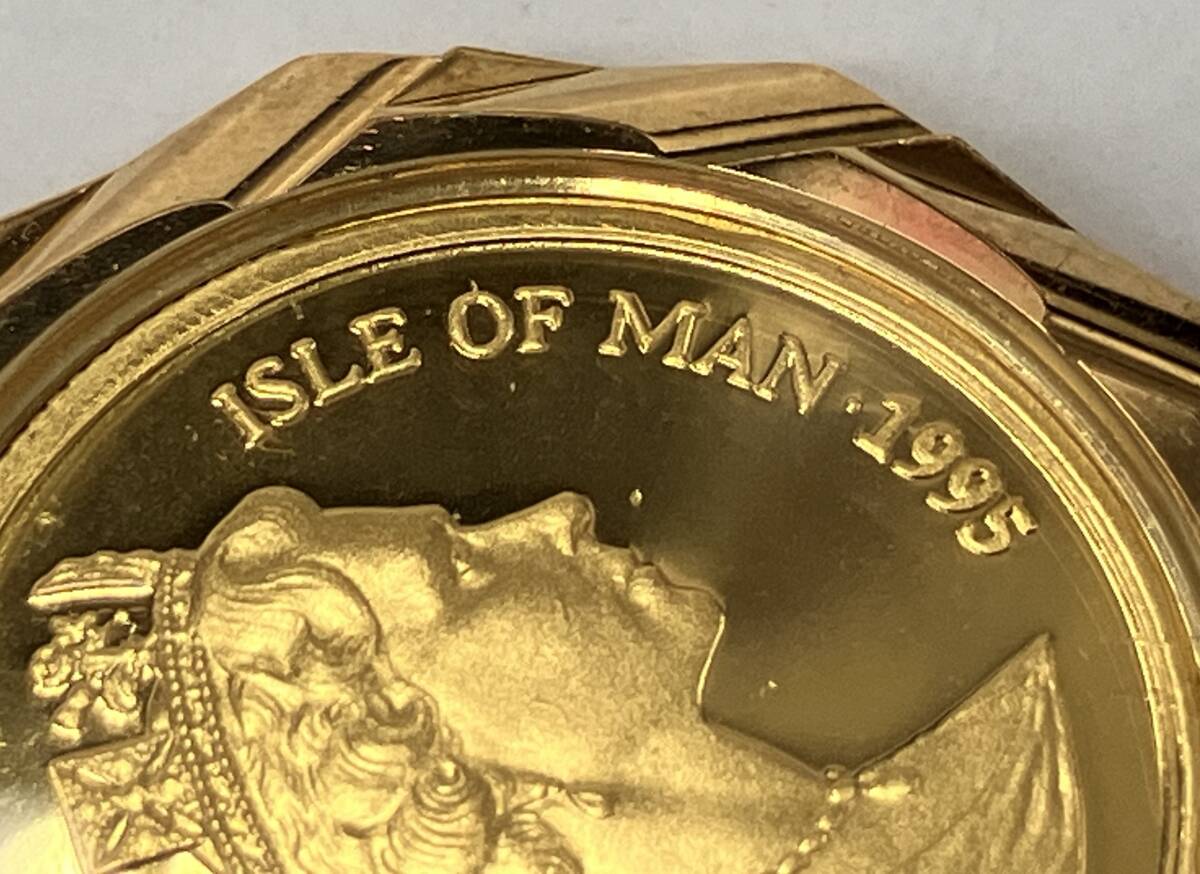 ISLE OF MAN · 1995